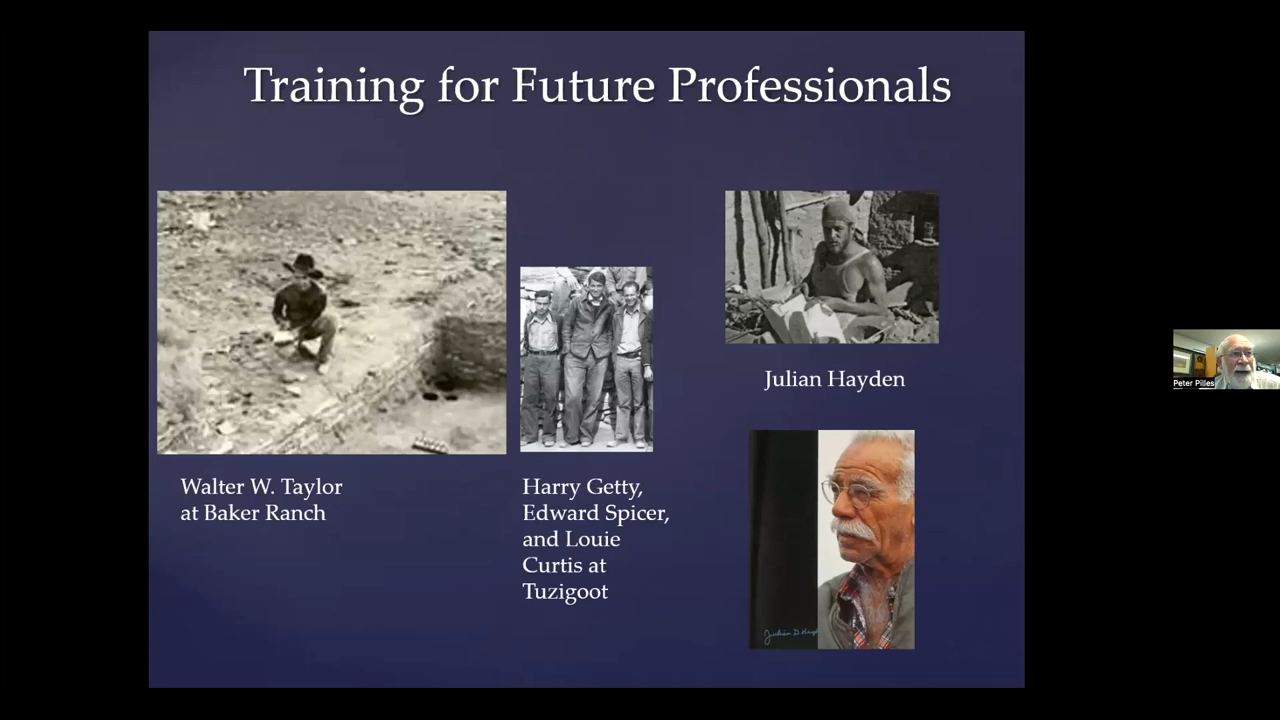 Training for Future Professionals
Walter W. Taylor
at Baker Ranch
Harry Getty,
Edward Spicer,
and Louie
Curtis at
Tuzigoot
Julian Hayden
Peter Pilles